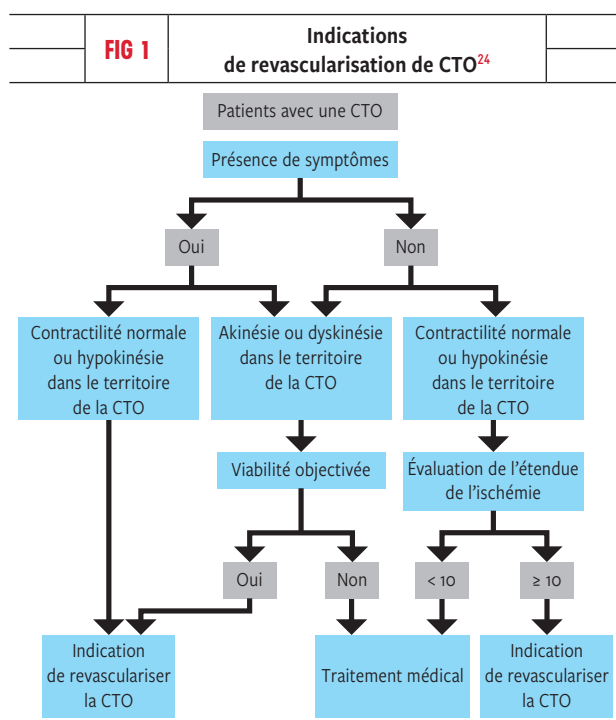 FIG 1
Indications
de revascularisation de CTO24
Patients avec une CTO
Présence de symptômes
Oui
Non
Contractilité normale
ou hypokinésie
dans le territoire
de la CTO
Akinésie ou dyskinésie
dans le territoire
de la CTO
Contractilité normale
ou hypokinésie
dans le territoire
de la CTO
Viabilité objectivée
Évaluation de l'étendue
de l'ischémie
Oui
Non
< 10
≥ 10
Indication
de revasculariser
la CTO
Traitement médical
Indication
de revasculariser
la CTO